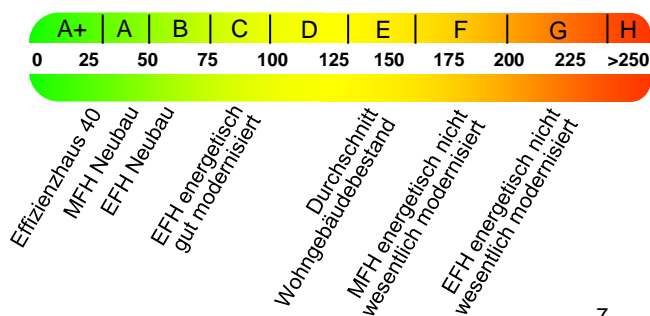 A+ A B C D E F G H
0 25 50 75 100 125 150 175 200 225 >250
Effizienzhaus 40
MFH Neubau
EFH Neubau
EFH energetisch
gut modernisiert
Durchschnitt
Wohngebäudebestand
MFH energetisch nicht
wesentlich modernisiert
EFH energetisch nicht
wesentlich modernisiert
7